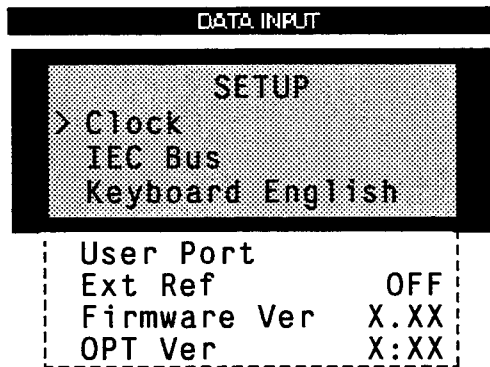 DATA INPUT
SETUP
> Clock
IEC Bus
Keyboard English
User Port
Ext Ref OFF
Firmware Ver X.XX
OPT Ver X:XX